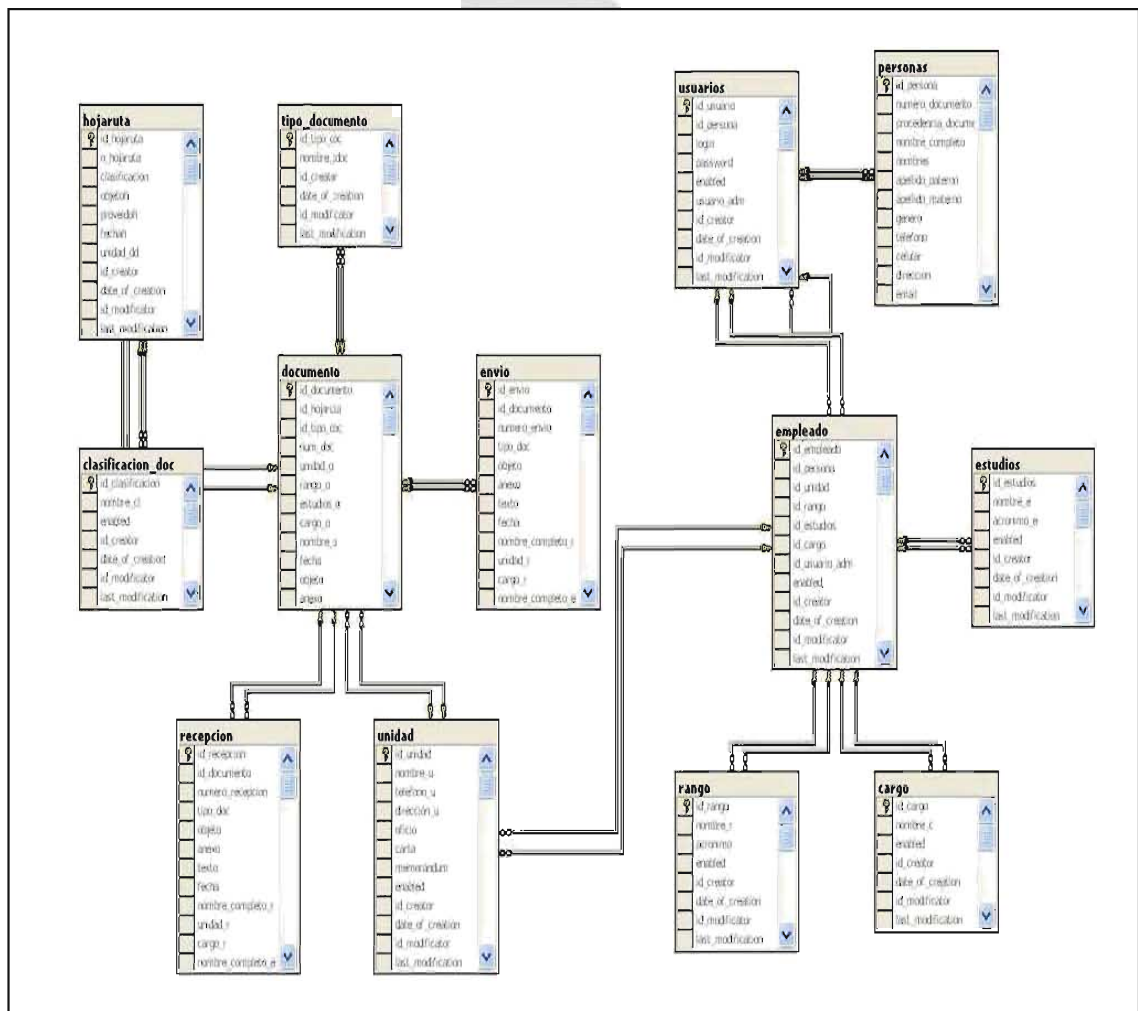 hojaruta
id_hojaruta
n_hojaruta
clasificacion
objetoh
proveidoh
fechah
unidad_dd
id_creator
date_of_creation
id_modificator
last_modification
tipo_documento
id_tipo_doc
nombre_tdoc
id_creator
date_of_creation
id_modificator
last_modification
usuarios
id_usuario
id_persona
login
password
enabled
usuario_adm
id_creator
date_of_creation
id_modificator
last_modification
personas
id_persona
numero_documento
procedencia_docume
nombre_completo
nombres
apellido_paterno
apellido_materno
genero
telefono
celular
direccion
email
clasificacion_doc
id_clasificacion
nombre_cl
enabled
id_creator
date_of_creation
id_modificator
last_modification
documento
id_documento
id_hojaruta
id_tipo_doc
num_doc
unidad_o
rango_o
estudios_o
cargo_o
fecha
objeto
anexo
envio
id_envio
id_documento
numero_envio
tipo_doc
objeto
anexo
texto
fecha
nombre_completo_r
unidad_r
cargo_r
nombre_completo_e
empleado
id_empleado
id_persona
id_unidad
id_rango
id_estudios
id_cargo
id_usuario_adm
enabled
id_creator
date_of_creation
id_modificator
last_modification
estudios
id_estudios
nombre_e
acronimo_e
enabled
id_creator
date_of_creation
id_modificator
last_modification
recepcion
id_recepcion
id_documento
numero_recepcion
tipo_doc
objeto
anexo
texto
fecha
nombre_completo_r
unidad_r
cargo_r
nombre_completo_e
unidad
id_unidad
nombre_u
telefono_u
dirección_u
oficio
carta
memorándum
enabled
id_creator
date_of_creation
id_modificator
last_modification
rango
id_rango
nombre_r
acronimo
enabled
id_creator
date_of_creation
id_modificator
last_modification
cargo
id_cargo
nombre_c
enabled
id_creator
date_of_creation
id_modificator
last_modification